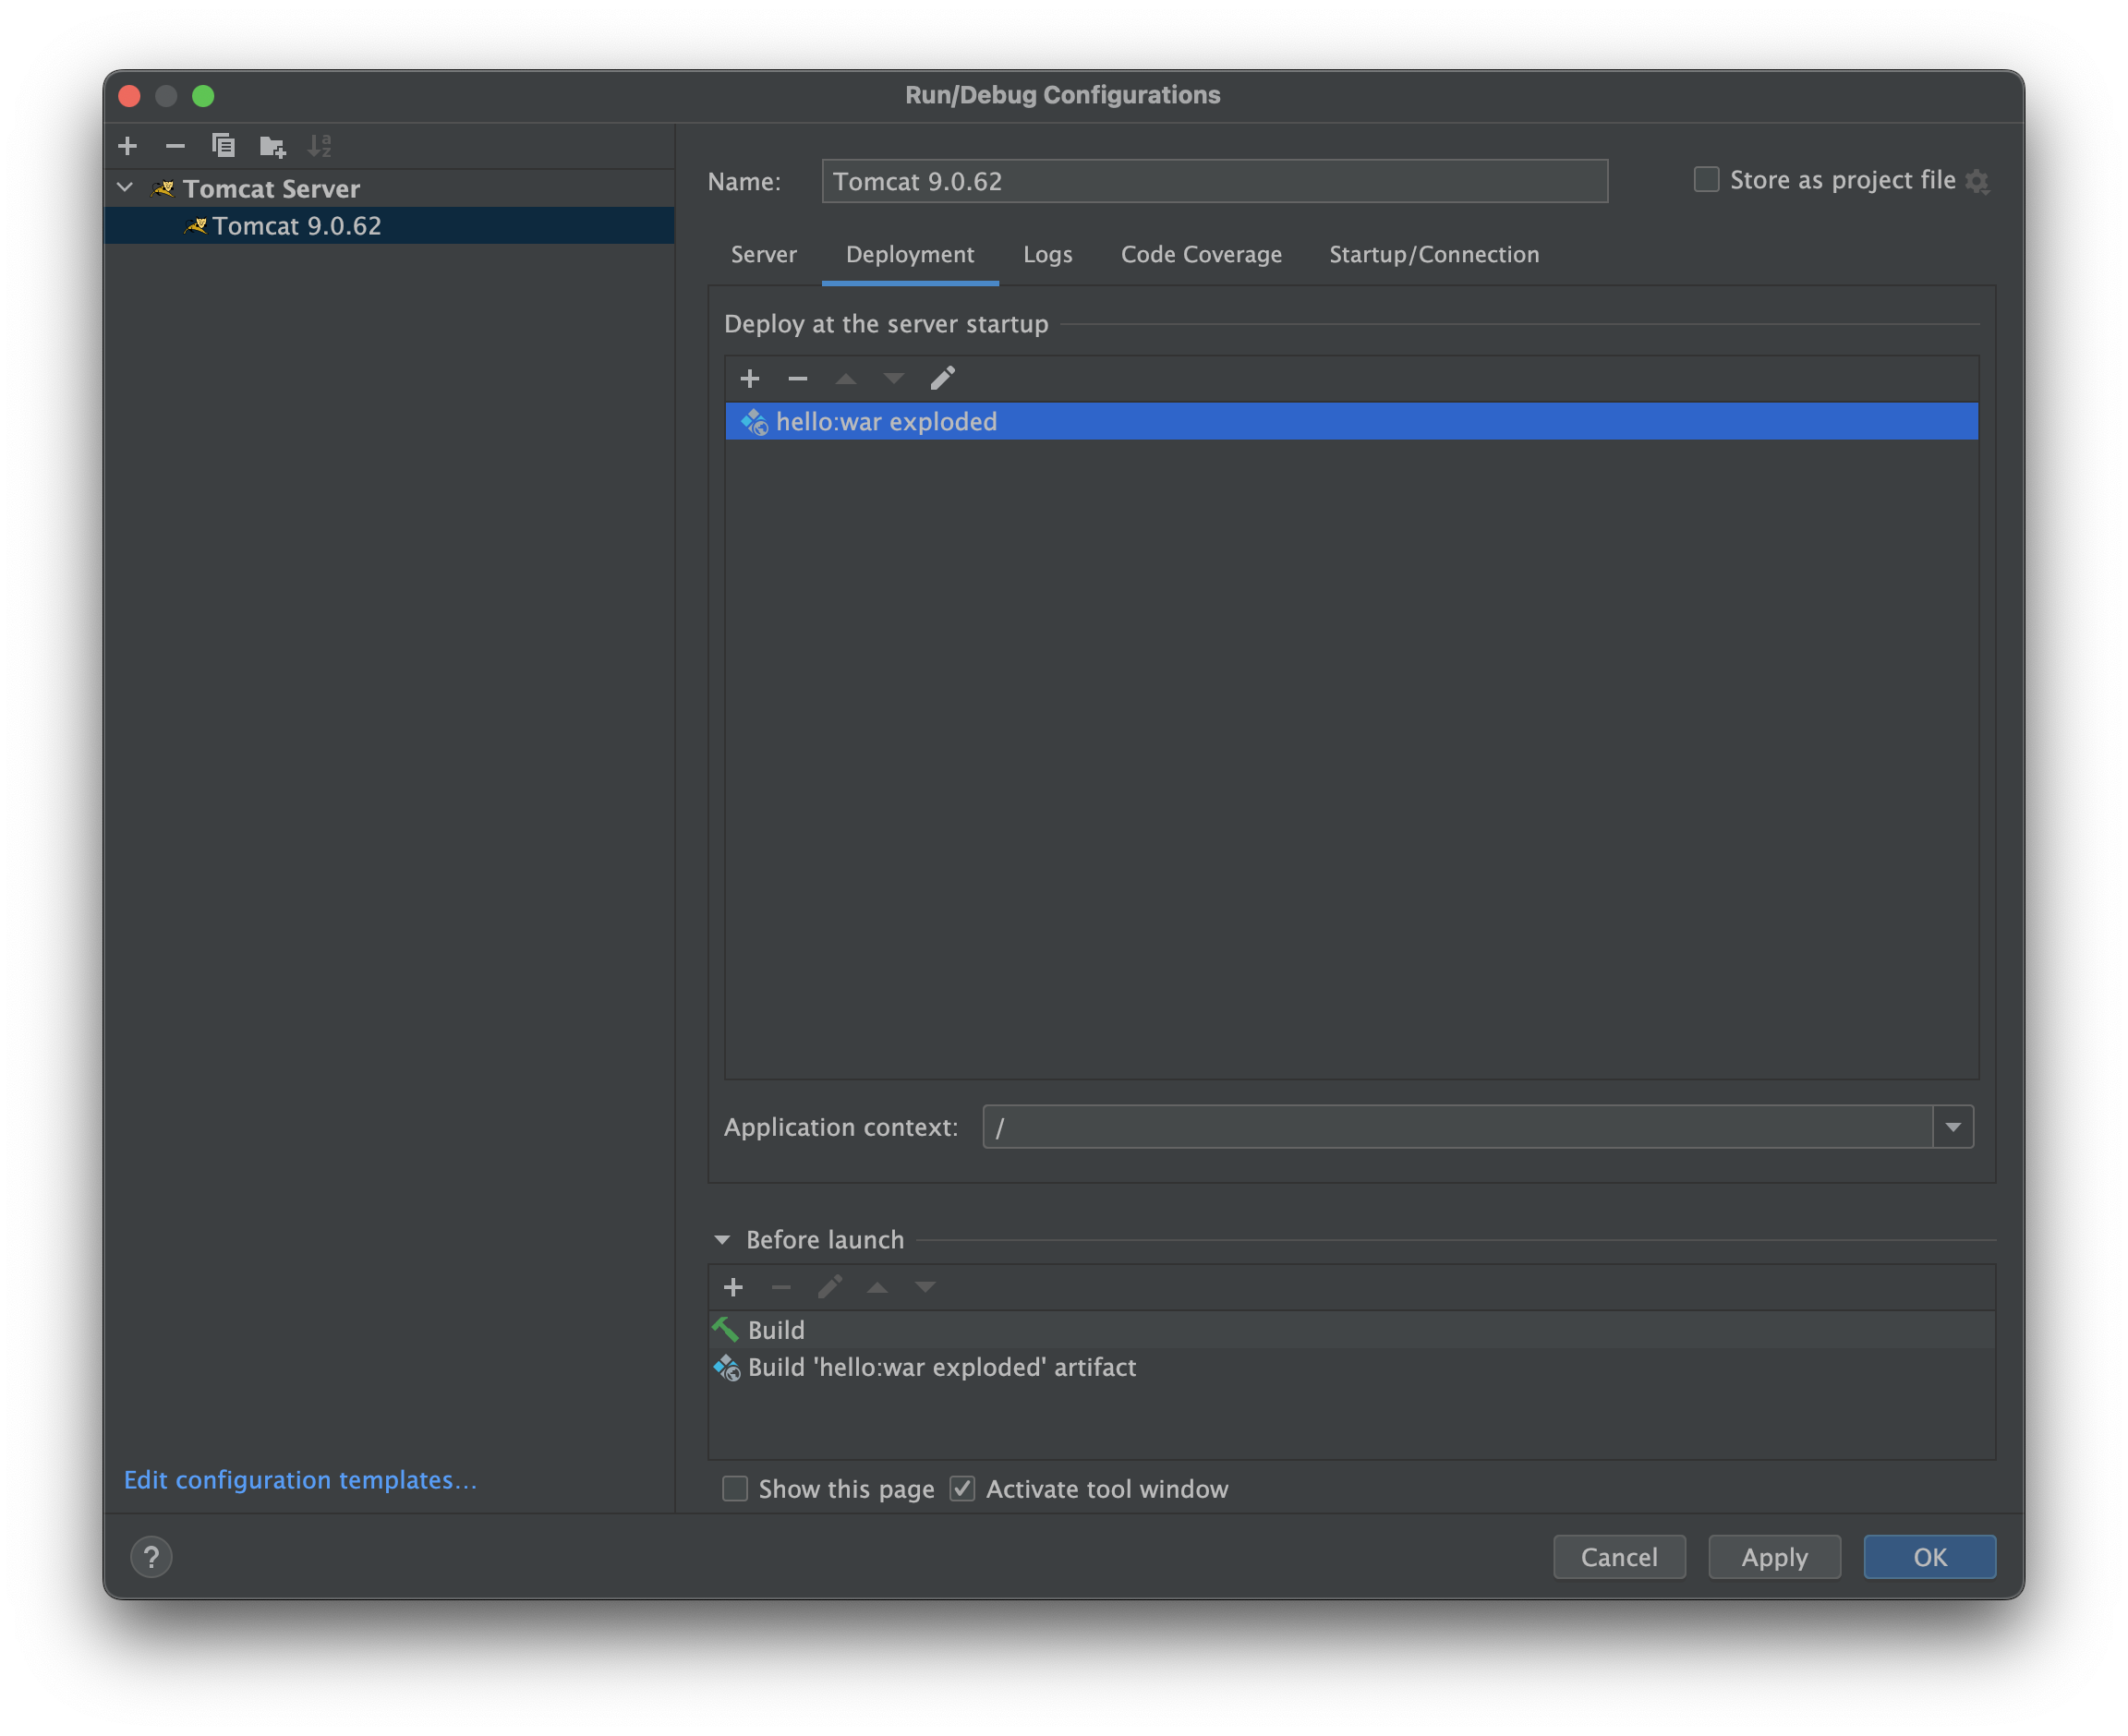 Run/Debug Configurations
Tomcat Server
Tomcat 9.0.62
Edit configuration templates...
Name: Tomcat 9.0.62
Store as project file
Server Deployment Logs Code Coverage Startup/Connection
Deploy at the server startup
hello:war exploded
Application context: /
Before launch
Build
Build 'hello:war exploded' artifact
Show this page Activate tool window
? Cancel Apply OK